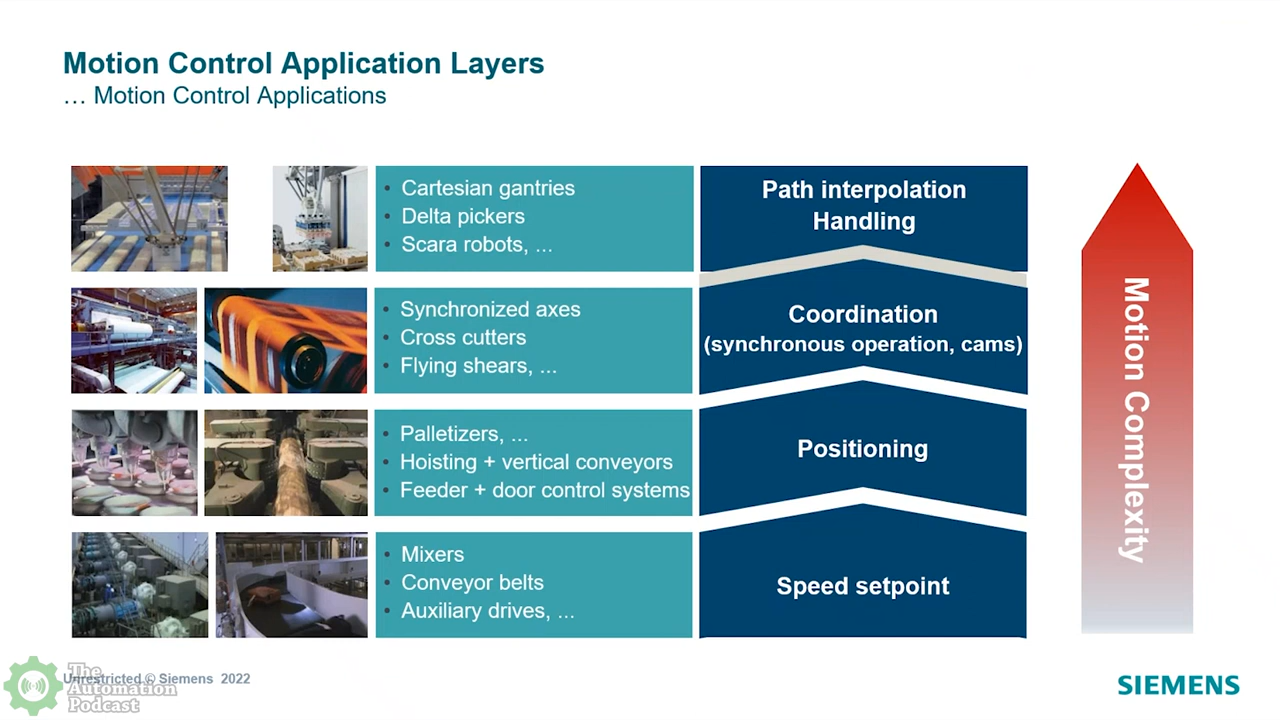 Motion Control Application Layers
… Motion Control Applications
• Cartesian gantries
• Delta pickers
• Scara robots, ...
Path interpolation
Handling
• Synchronized axes
• Cross cutters
• Flying shears, ...
Coordination
(synchronous operation, cams)
• Palletizers, ...
• Hoisting + vertical conveyors
• Feeder + door control systems
Positioning
• Mixers
• Conveyor belts
• Auxiliary drives, ...
Speed setpoint
Motion Complexity
Unrestricted © Siemens 2022
The
Automation
Podcast
SIEMENS